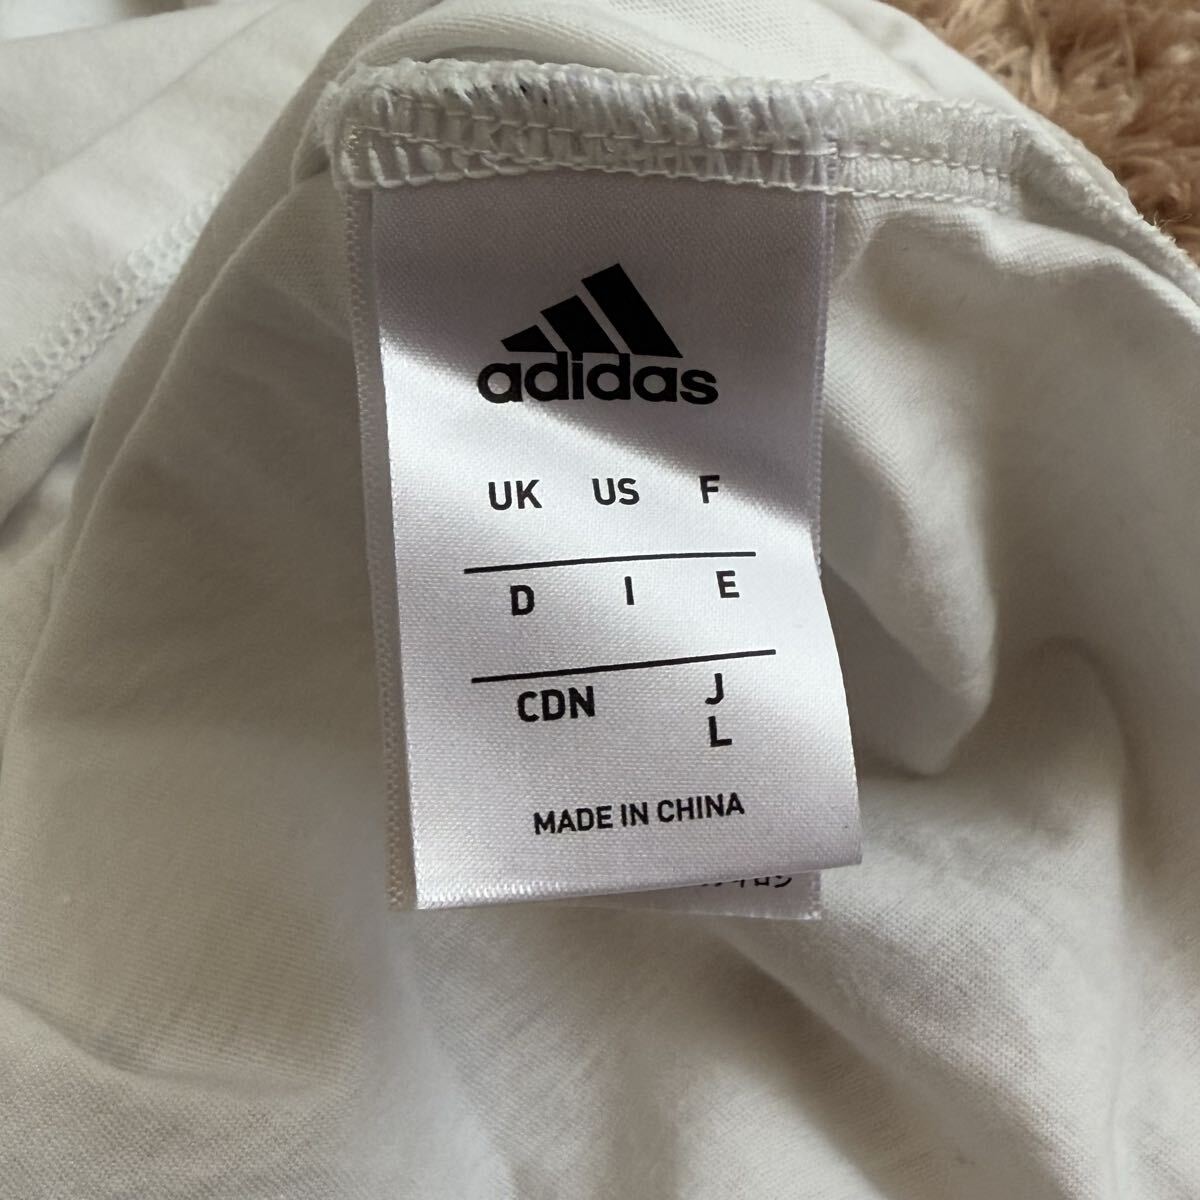 adidas
UK US F
D I E
CDN J
L
MADE IN CHINA